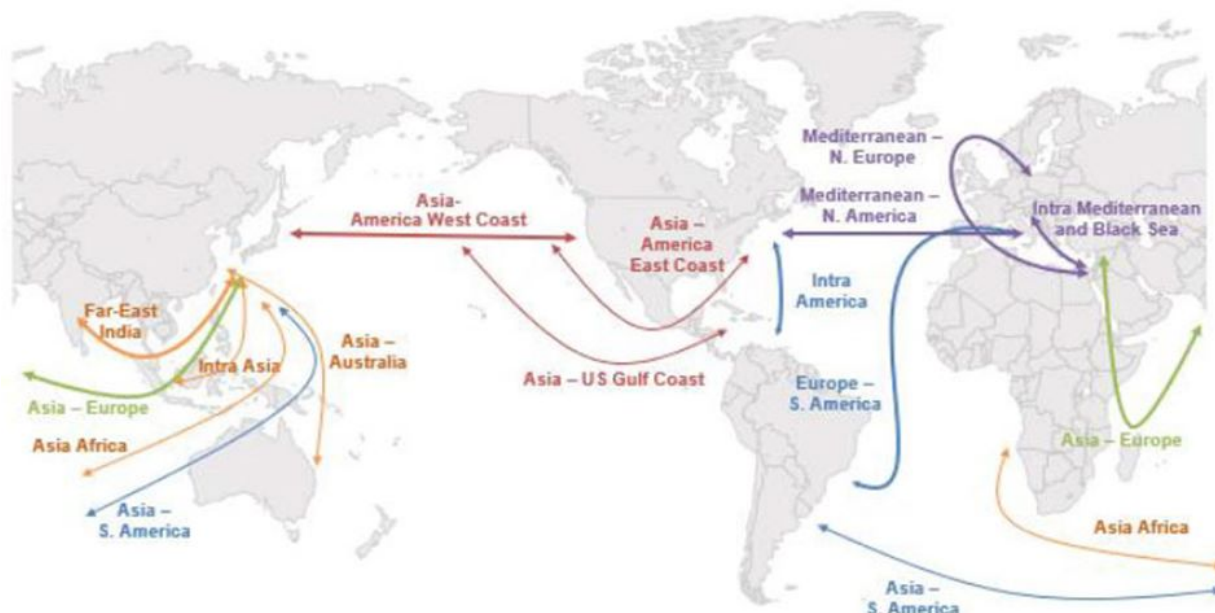 Mediterranean –
N. Europe
Mediterranean –
N. America
Intra Mediterranean
and Black Sea
Asia-
America West Coast
Asia –
America
East Coast
Intra
America
Far-East
India
Intra Asia
Asia –
Australia
Asia – US Gulf Coast
Europe –
S. America
Asia – Europe
Asia – Europe
Asia Africa
Asia –
S. America
Asia Africa
Asia –
S. America